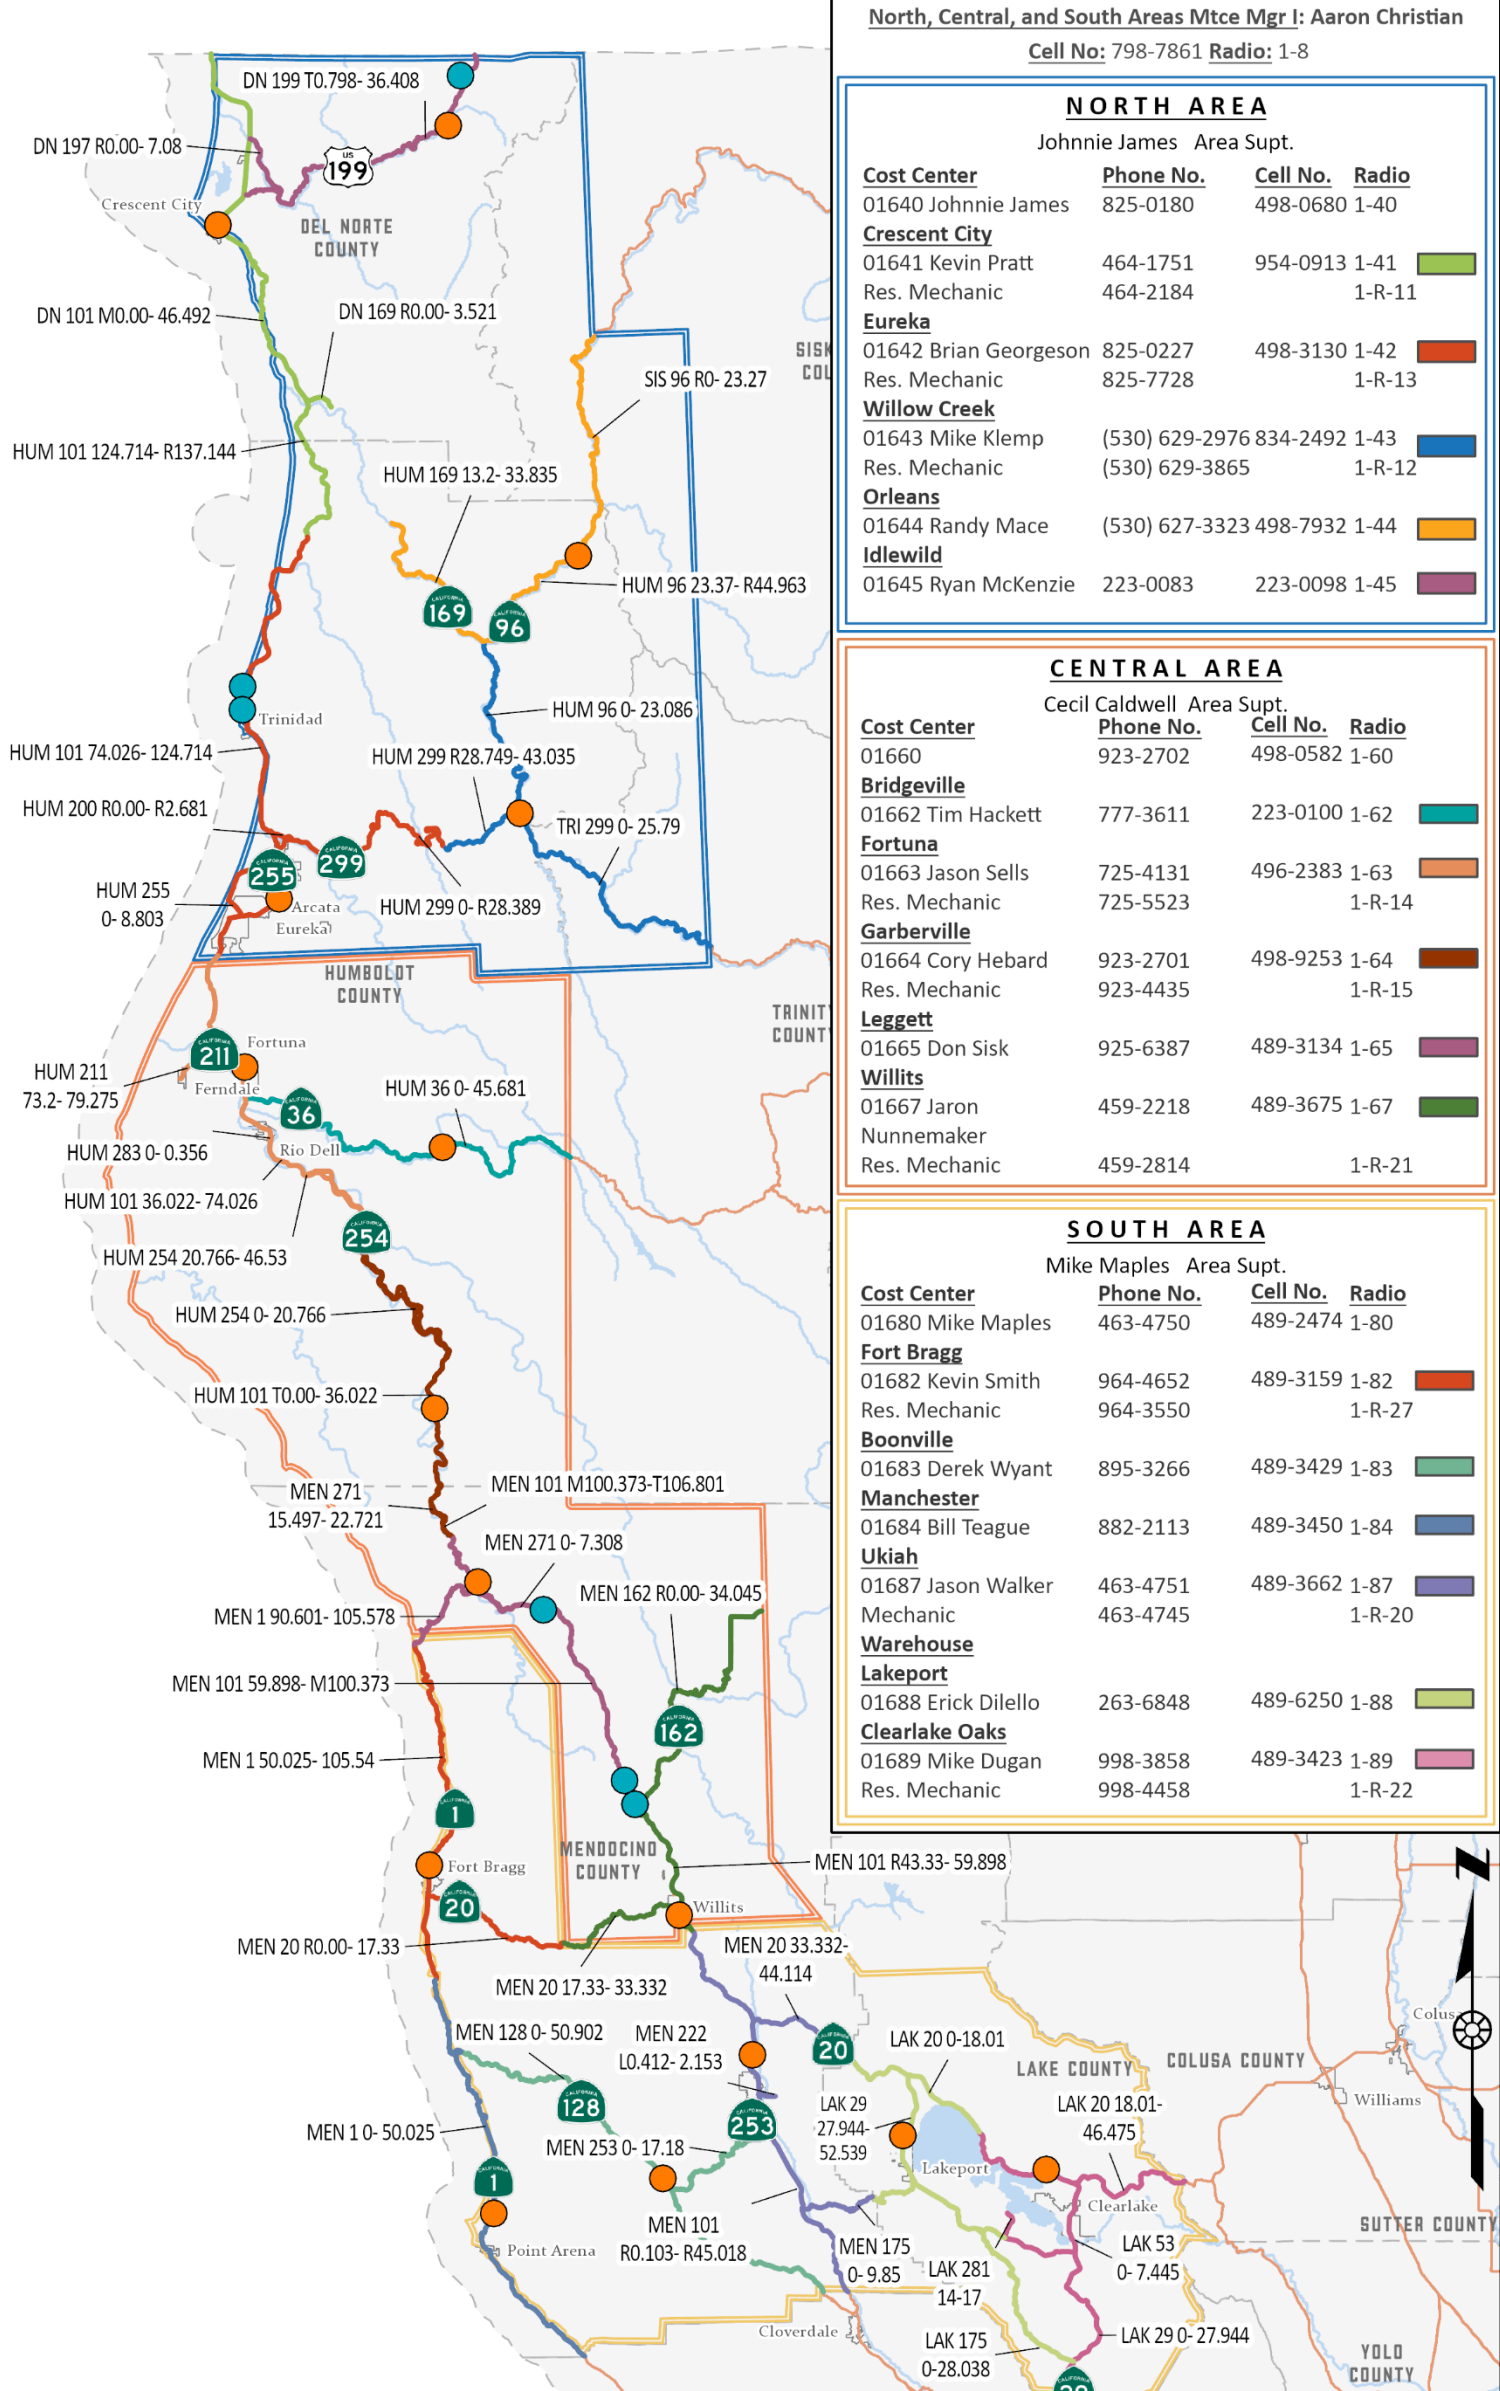 North, Central, and South Areas Mtce Mgr I: Aaron Christian
Cell No: 798-7861 Radio: 1-8
NORTH AREA
Johnnie James Area Supt.
Cost Center Phone No. Cell No. Radio
01640 Johnnie James 825-0180 498-0680 1-40
Crescent City
01641 Kevin Pratt 464-1751 954-0913 1-41
Res. Mechanic 464-2184 1-R-11
Eureka
01642 Brian Georgeson 825-0227 498-3130 1-42
Res. Mechanic 825-7728 1-R-13
Willow Creek
01643 Mike Klemp (530) 629-2976 834-2492 1-43
Res. Mechanic (530) 629-3865 1-R-12
Orleans
01644 Randy Mace (530) 627-3323 498-7932 1-44
Idlewild
01645 Ryan McKenzie 223-0083 223-0098 1-45
CENTRAL AREA
Cecil Caldwell Area Supt.
Cost Center Phone No. Cell No. Radio
01660 923-2702 498-0582 1-60
Bridgeville
01662 Tim Hackett 777-3611 223-0100 1-62
Fortuna
01663 Jason Sells 725-4131 496-2383 1-63
Res. Mechanic 725-5523 1-R-14
Garberville
01664 Cory Hebard 923-2701 498-9253 1-64
Res. Mechanic 923-4435 1-R-15
Leggett
01665 Don Sisk 925-6387 489-3134 1-65
Willits
01667 Jaron 459-2218 489-3675 1-67
Nunnemaker
Res. Mechanic 459-2814 1-R-21
SOUTH AREA
Mike Maples Area Supt.
Cost Center Phone No. Cell No. Radio
01680 Mike Maples 463-4750 489-2474 1-80
Fort Bragg
01682 Kevin Smith 964-4652 489-3159 1-82
Res. Mechanic 964-3550 1-R-27
Boonville
01683 Derek Wyant 895-3266 489-3429 1-83
Manchester
01684 Bill Teague 882-2113 489-3450 1-84
Ukiah
01687 Jason Walker 463-4751 489-3662 1-87
Mechanic 463-4745 1-R-20
Warehouse
Lakeport
01688 Erick Dilello 263-6848 489-6250 1-88
Clearlake Oaks
01689 Mike Dugan 998-3858 489-3423 1-89
Res. Mechanic 998-4458 1-R-22
DN 199 T0.798- 36.408
DN 197 R0.00- 7.08
US
199
Crescent City
DEL NORTE
COUNTY
DN 101 M0.00- 46.492
DN 169 R0.00- 3.521
SISK
COU
SIS 96 R0- 23.27
HUM 101 124.714- R137.144
HUM 169 13.2- 33.835
HUM 96 23.37- R44.963
CALIFORNIA
169
CALIFORNIA
96
HUM 96 0- 23.086
Trinidad
HUM 101 74.026- 124.714
HUM 299 R28.749- 43.035
HUM 200 R0.00- R2.681
TRI 299 0- 25.79
CALIFORNIA
299
CALIFORNIA
255
HUM 255
0- 8.803
HUM 299 0- R28.389
Arcata
Eureka
HUMBOLDT
COUNTY
TRINIT
COUNT
CALIFORNIA
211
Fortuna
HUM 211
73.2- 79.275
Ferndale
CALIFORNIA
36
HUM 36 0- 45.681
HUM 283 0- 0.356
Rio Dell
HUM 101 36.022- 74.026
CALIFORNIA
254
HUM 254 20.766- 46.53
HUM 254 0- 20.766
HUM 101 T0.00- 36.022
MEN 271
15.497- 22.721
MEN 101 M100.373-T106.801
MEN 271 0- 7.308
MEN 162 R0.00- 34.045
MEN 1 90.601- 105.578
MEN 101 59.898- M100.373
CALIFORNIA
162
MEN 1 50.025- 105.54
CALIFORNIA
1
MENDOCINO
COUNTY
MEN 101 R43.33- 59.898
Fort Bragg
CALIFORNIA
20
Willits
MEN 20 R0.00- 17.33
MEN 20 33.332-
44.114
MEN 20 17.33- 33.332
N
Colusa
MEN 128 0- 50.902
MEN 222
L0.412- 2.153
CALIFORNIA
20
LAK 20 0-18.01
LAKE COUNTY
COLUSA COUNTY
CALIFORNIA
128
CALIFORNIA
253
LAK 29
27.944-
52.539
LAK 20 18.01-
46.475
Williams
MEN 1 0- 50.025
MEN 253 0- 17.18
Lakeport
CALIFORNIA
1
Clearlake
MEN 101
R0.103- R45.018
SUTTER COUNTY
Point Arena
MEN 175
0- 9.85
LAK 281
14-17
LAK 53
0- 7.445
Cloverdale
LAK 175
0-28.038
LAK 29 0- 27.944
YOLO
COUNTY
CALIFORNIA